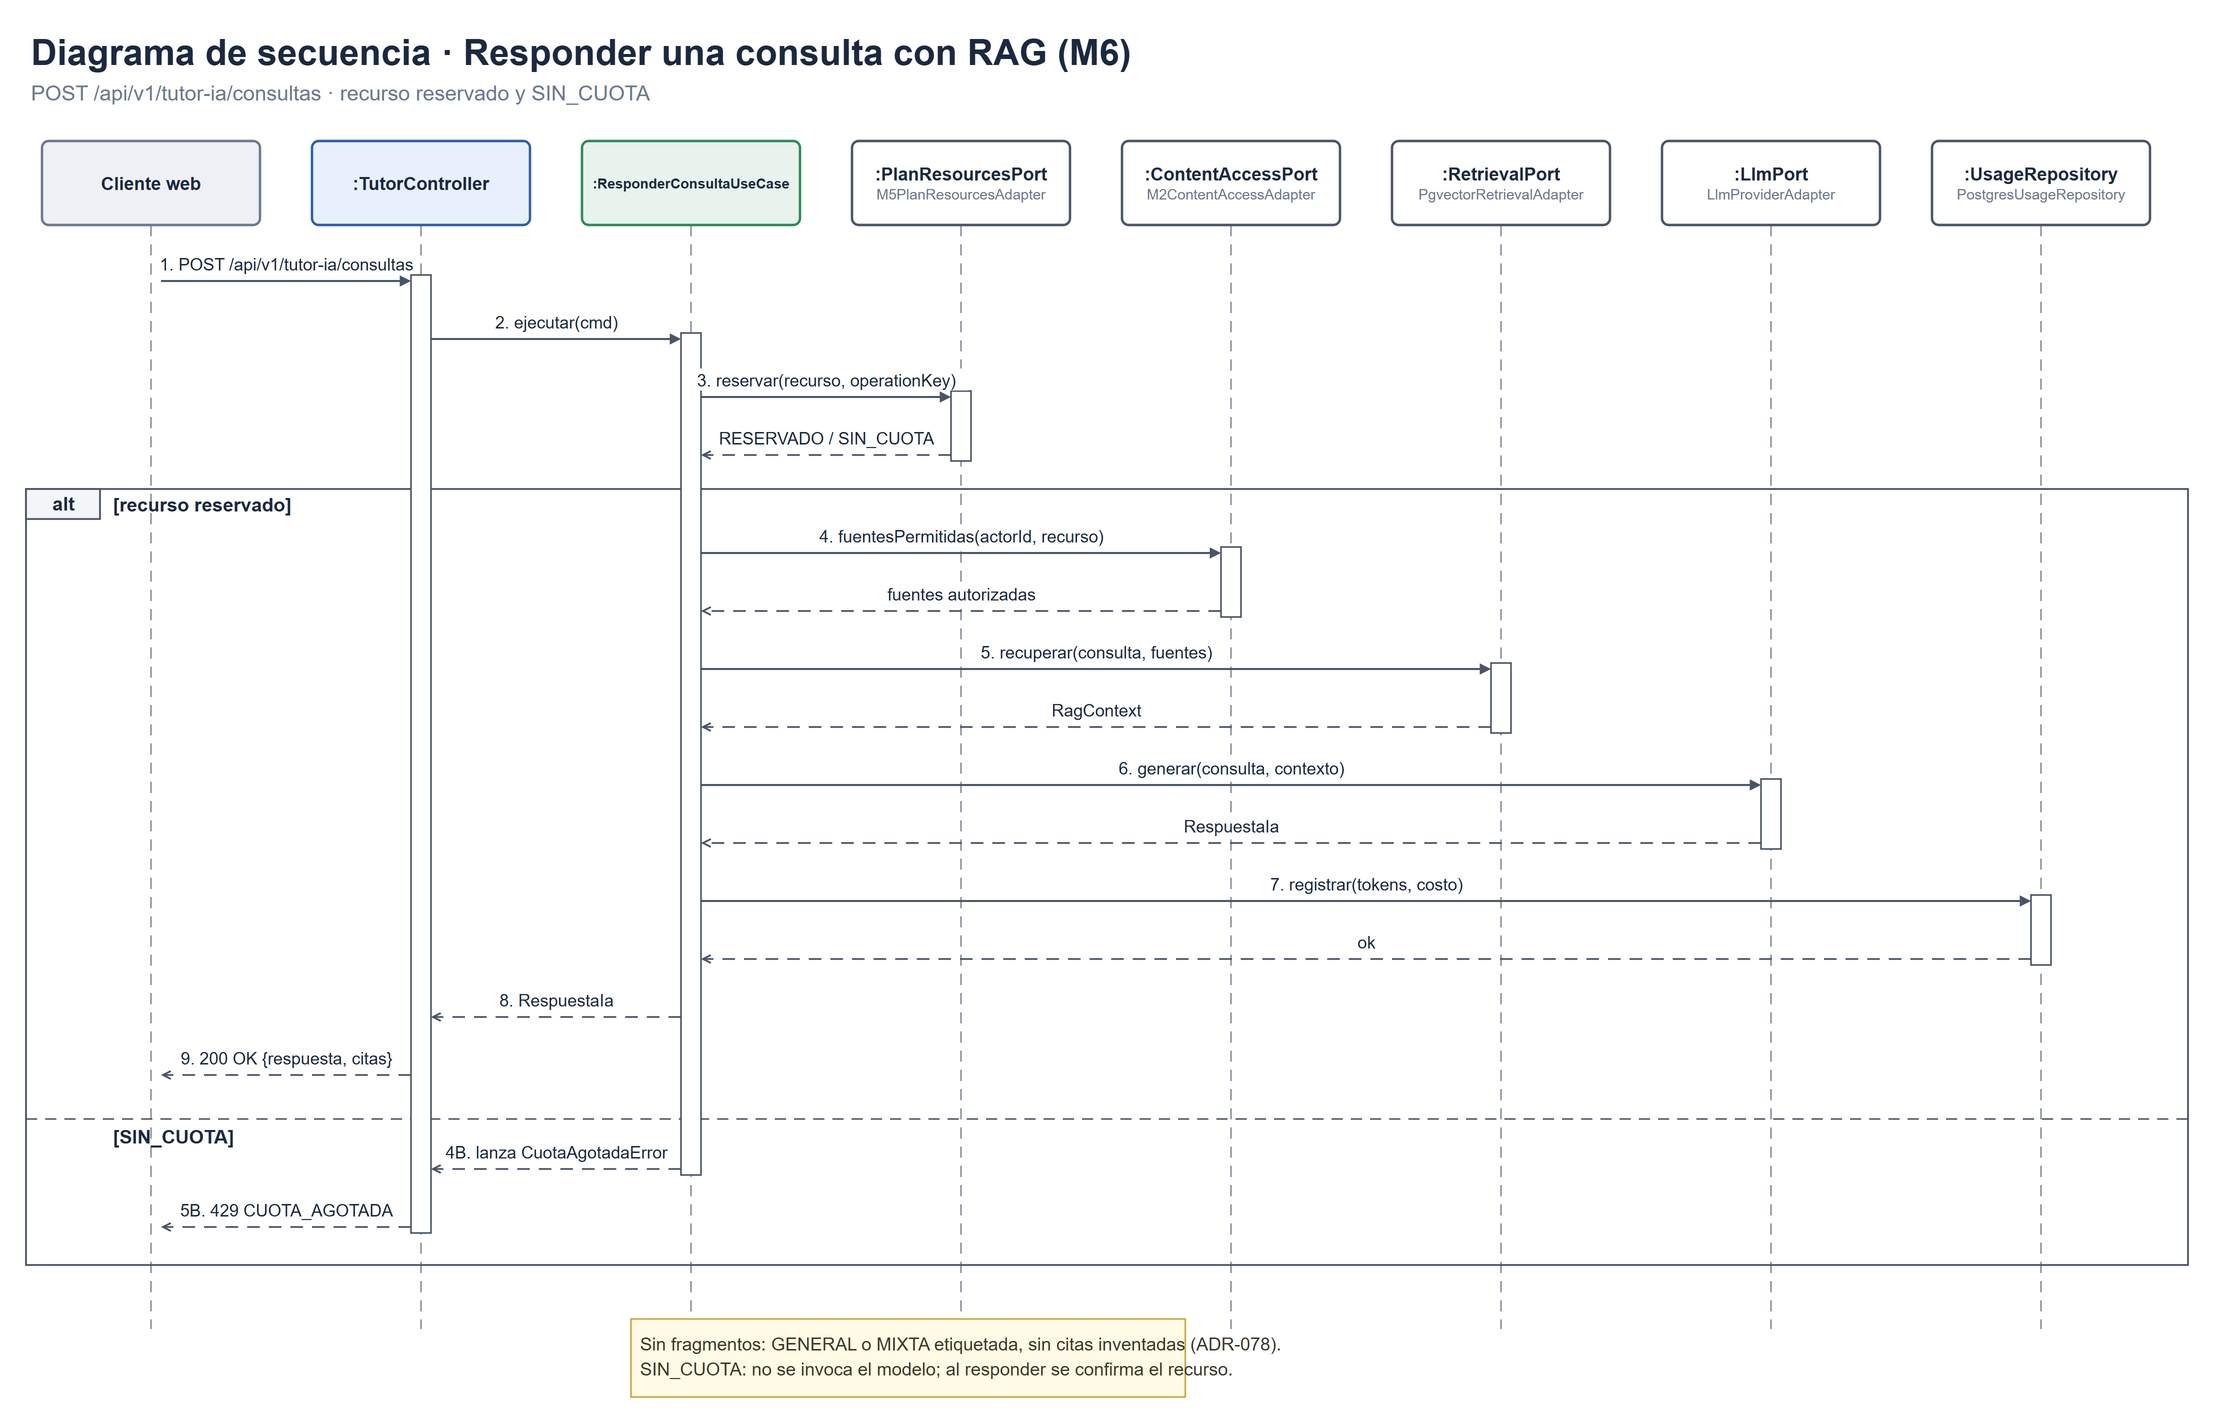 Diagrama de secuencia · Responder una consulta con RAG (M6)
POST /api/v1/tutor-ia/consultas · recurso reservado y SIN_CUOTA
Cliente web
:TutorController
:ResponderConsultaUseCase
:PlanResourcesPort
M5PlanResourcesAdapter
:ContentAccessPort
M2ContentAccessAdapter
:RetrievalPort
PgvectorRetrievalAdapter
:LlmPort
LlmProviderAdapter
:UsageRepository
PostgresUsageRepository
1. POST /api/v1/tutor-ia/consultas
2. ejecutar(cmd)
3. reservar(recurso, operationKey)
RESERVADO / SIN_CUOTA
alt
[recurso reservado]
4. fuentesPermitidas(actorId, recurso)
fuentes autorizadas
5. recuperar(consulta, fuentes)
RagContext
6. generar(consulta, contexto)
RespuestaIa
7. registrar(tokens, costo)
ok
8. RespuestaIa
9. 200 OK {respuesta, citas}
[SIN_CUOTA]
4B. lanza CuotaAgotadaError
5B. 429 CUOTA_AGOTADA
Sin fragmentos: GENERAL o MIXTA etiquetada, sin citas inventadas (ADR-078).
SIN_CUOTA: no se invoca el modelo; al responder se confirma el recurso.